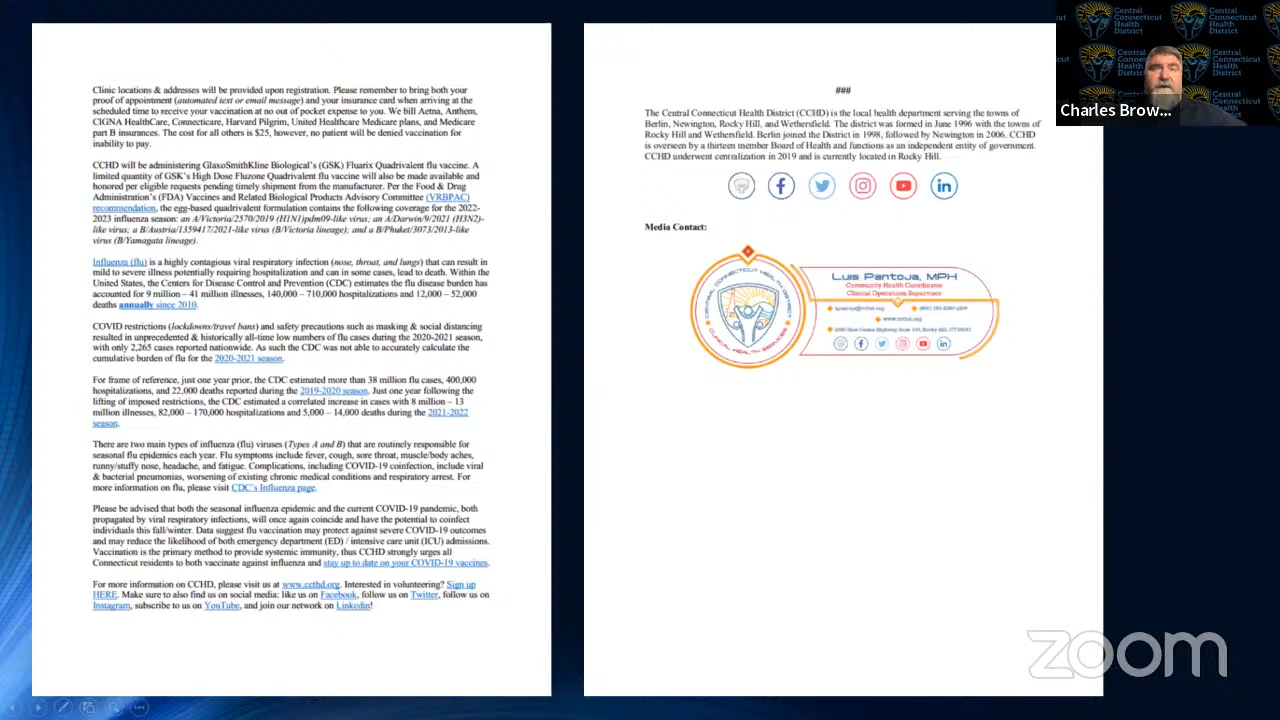 Clinic locations & addresses will be provided upon registration. Please remember to bring both your
proof of appointment (automated text or email message) and your insurance card when arriving at the
scheduled time to receive your vaccination at no out of pocket expense to you. We bill Aetna, Anthem,
CIGNA HealthCare, Connecticare, Harvard Pilgrim, United Healthcare Medicare plans, and Medicare
part B insurances. The cost for all others is $25, however, no patient will be denied vaccination for
inability to pay.
CCHD will be administering GlaxoSmithKline Biological's (GSK) Fluarix Quadrivalent flu vaccine. A
limited quantity of GSK's High Dose Fluzone Quadrivalent flu vaccine will also be made available and
honored per eligible requests pending timely shipment from the manufacturer. Per the Food & Drug
Administration's (FDA) Vaccines and Related Biological Products Advisory Committee (VRBPAC)
recommendation, the egg-based quadrivalent formulation contains the following coverage for the 2022-
2023 influenza season: an A/Victoria/2570/2019 (H1N1)pdm09-like virus; an A/Darwin/9/2021 (H3N2)-
like virus; a B/Austria/1359417/2021-like virus (B/Victoria lineage); and a B/Phuket/3073/2013-like
virus (B/Yamagata lineage).
Influenza (flu) is a highly contagious viral respiratory infection (nose, throat, and lungs) that can result in
mild to severe illness potentially requiring hospitalization and can in some cases, lead to death. Within the
United States, the Centers for Disease Control and Prevention (CDC) estimates the flu disease burden has
accounted for 9 million – 41 million illnesses, 140,000 – 710,000 hospitalizations and 12,000 – 52,000
deaths annually since 2010.
COVID restrictions (lockdowns/travel bans) and safety precautions such as masking & social distancing
resulted in unprecedented & historically all-time low numbers of flu cases during the 2020-2021 season,
with only 2,265 cases reported nationwide. As such the CDC was not able to accurately calculate the
cumulative burden of flu for the 2020-2021 season.
For frame of reference, just one year prior, the CDC estimated more than 38 million flu cases, 400,000
hospitalizations, and 22,000 deaths reported during the 2019-2020 season. Just one year following the
lifting of imposed restrictions, the CDC estimated a correlated increase in cases with 8 million – 13
million illnesses, 82,000 – 170,000 hospitalizations and 5,000 – 14,000 deaths during the 2021-2022
season.
There are two main types of influenza (flu) viruses (Types A and B) that are routinely responsible for
seasonal flu epidemics each year. Flu symptoms include fever, cough, sore throat, muscle/body aches,
runny/stuffy nose, headache, and fatigue. Complications, including COVID-19 coinfection, include viral
& bacterial pneumonias, worsening of existing chronic medical conditions and respiratory arrest. For
more information on flu, please visit CDC's Influenza page.
Please be advised that both the seasonal influenza epidemic and the current COVID-19 pandemic, both
propagated by viral respiratory infections, will once again coincide and have the potential to coinfect
individuals this fall/winter. Data suggest flu vaccination may protect against severe COVID-19 outcomes
and may reduce the likelihood of both emergency department (ED) / intensive care unit (ICU) admissions.
Vaccination is the primary method to provide systemic immunity, thus CCHD strongly urges all
Connecticut residents to both vaccinate against influenza and stay up to date on your COVID-19 vaccines.
For more information on CCHD, please visit us at www.ccthd.org. Interested in volunteering? Sign up
HERE. Make sure to also find us on social media: like us on Facebook, follow us on Twitter, follow us on
Instagram, subscribe to us on YouTube, and join our network on Linkedin!
###
The Central Connecticut Health District (CCHD) is the local health department serving the towns of
Berlin, Newington, Rocky Hill, and Wethersfield. The district was formed in June 1996 with the towns of
Rocky Hill and Wethersfield. Berlin joined the District in 1998, followed by Newington in 2006. CCHD
is overseen by a thirteen member Board of Health and functions as an independent entity of government.
CCHD underwent centralization in 2019 and is currently located in Rocky Hill.
Media Contact:
CENTRAL CONNECTICUT HEALTH DISTRICT
CLINICAL HEALTH SERVICES
Luis Pantoja, MPH
Community Health Coordinator
Clinical Operations Supervisor
www.ccthd.org
Central
Connecticut
Health
District
Central
Connecticut
Health
District
Central
Connecticut
Health
District
Central
Connecticut
Health
District
Charles Brow...
zoom